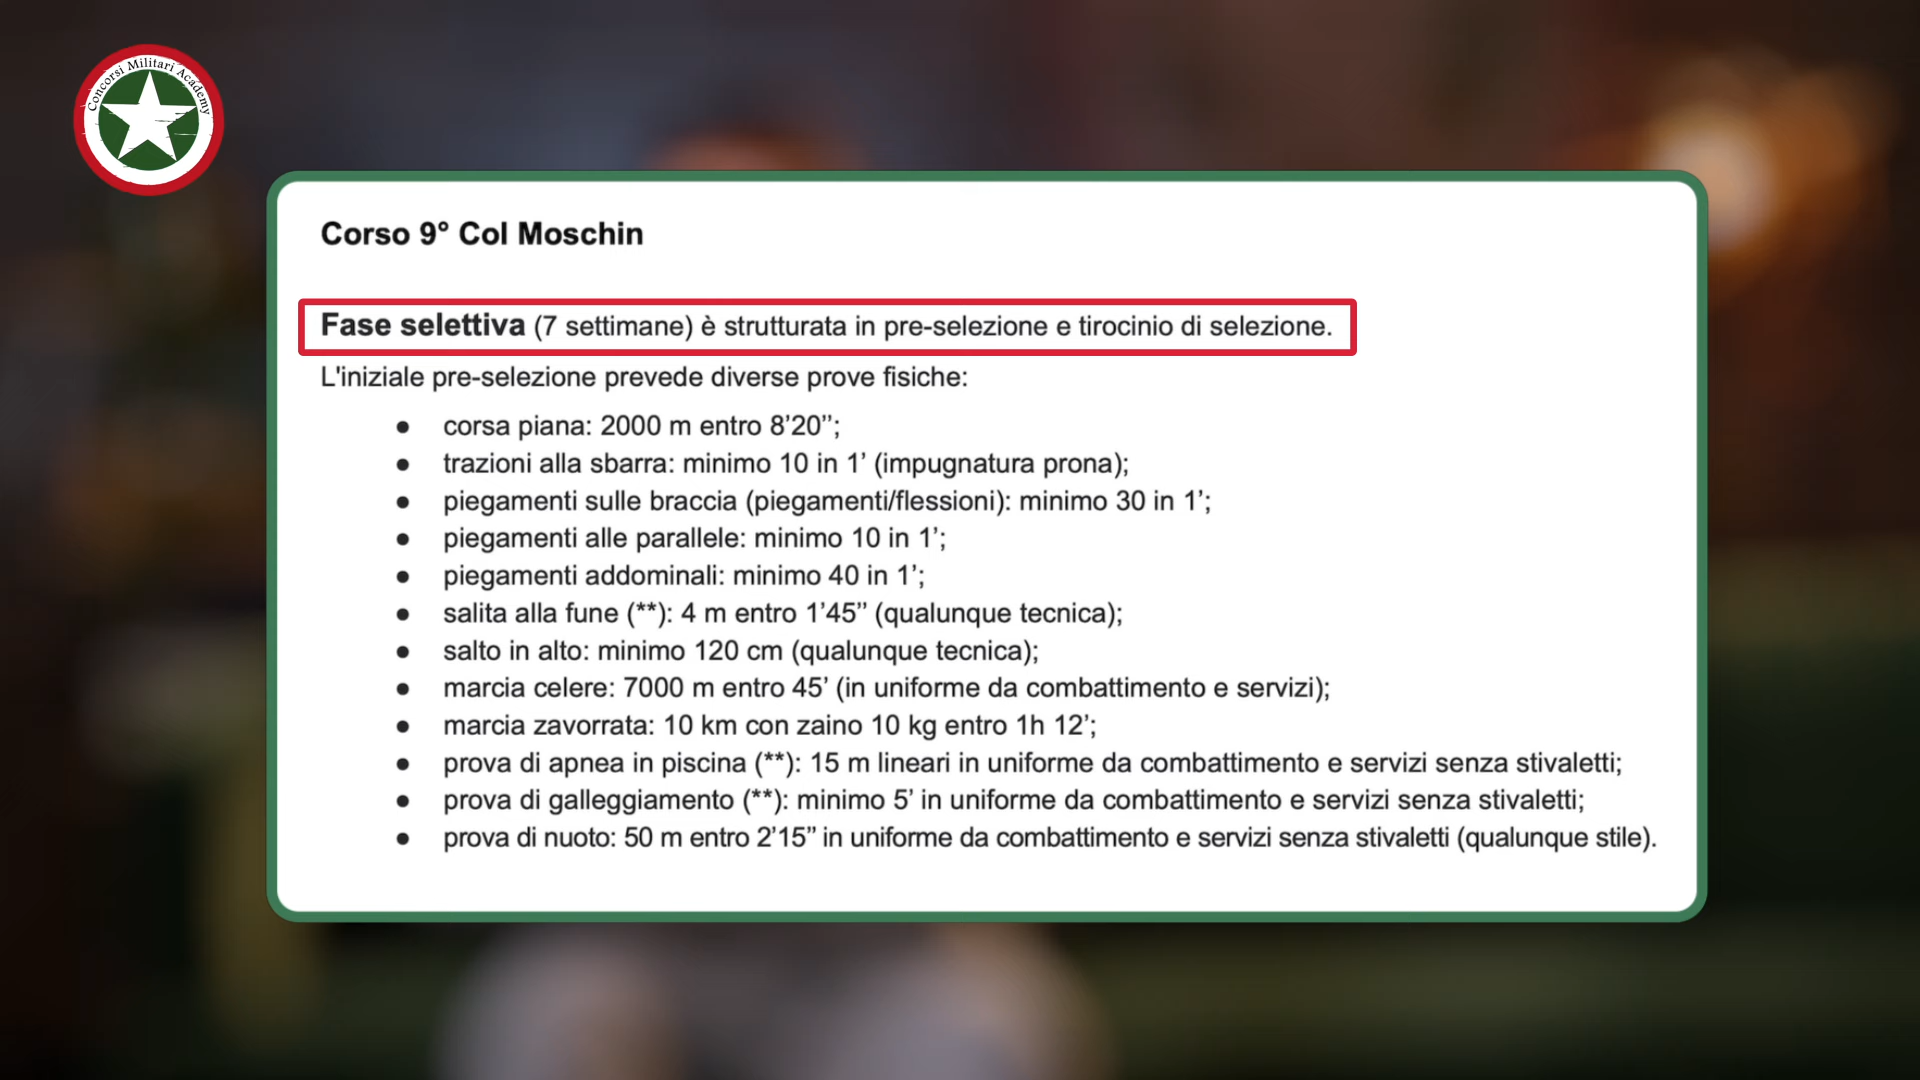 Concorsi Militari Academy
Corso 9° Col Moschin
Fase selettiva (7 settimane) è strutturata in pre-selezione e tirocinio di selezione.
L'iniziale pre-selezione prevede diverse prove fisiche:
● corsa piana: 2000 m entro 8’20’’;
● trazioni alla sbarra: minimo 10 in 1’ (impugnatura prona);
● piegamenti sulle braccia (piegamenti/flessioni): minimo 30 in 1’;
● piegamenti alle parallele: minimo 10 in 1’;
● piegamenti addominali: minimo 40 in 1’;
● salita alla fune (**): 4 m entro 1’45’’ (qualunque tecnica);
● salto in alto: minimo 120 cm (qualunque tecnica);
● marcia celere: 7000 m entro 45’ (in uniforme da combattimento e servizi);
● marcia zavorrata: 10 km con zaino 10 kg entro 1h 12’;
● prova di apnea in piscina (**): 15 m lineari in uniforme da combattimento e servizi senza stivaletti;
● prova di galleggiamento (**): minimo 5’ in uniforme da combattimento e servizi senza stivaletti;
● prova di nuoto: 50 m entro 2’15” in uniforme da combattimento e servizi senza stivaletti (qualunque stile).